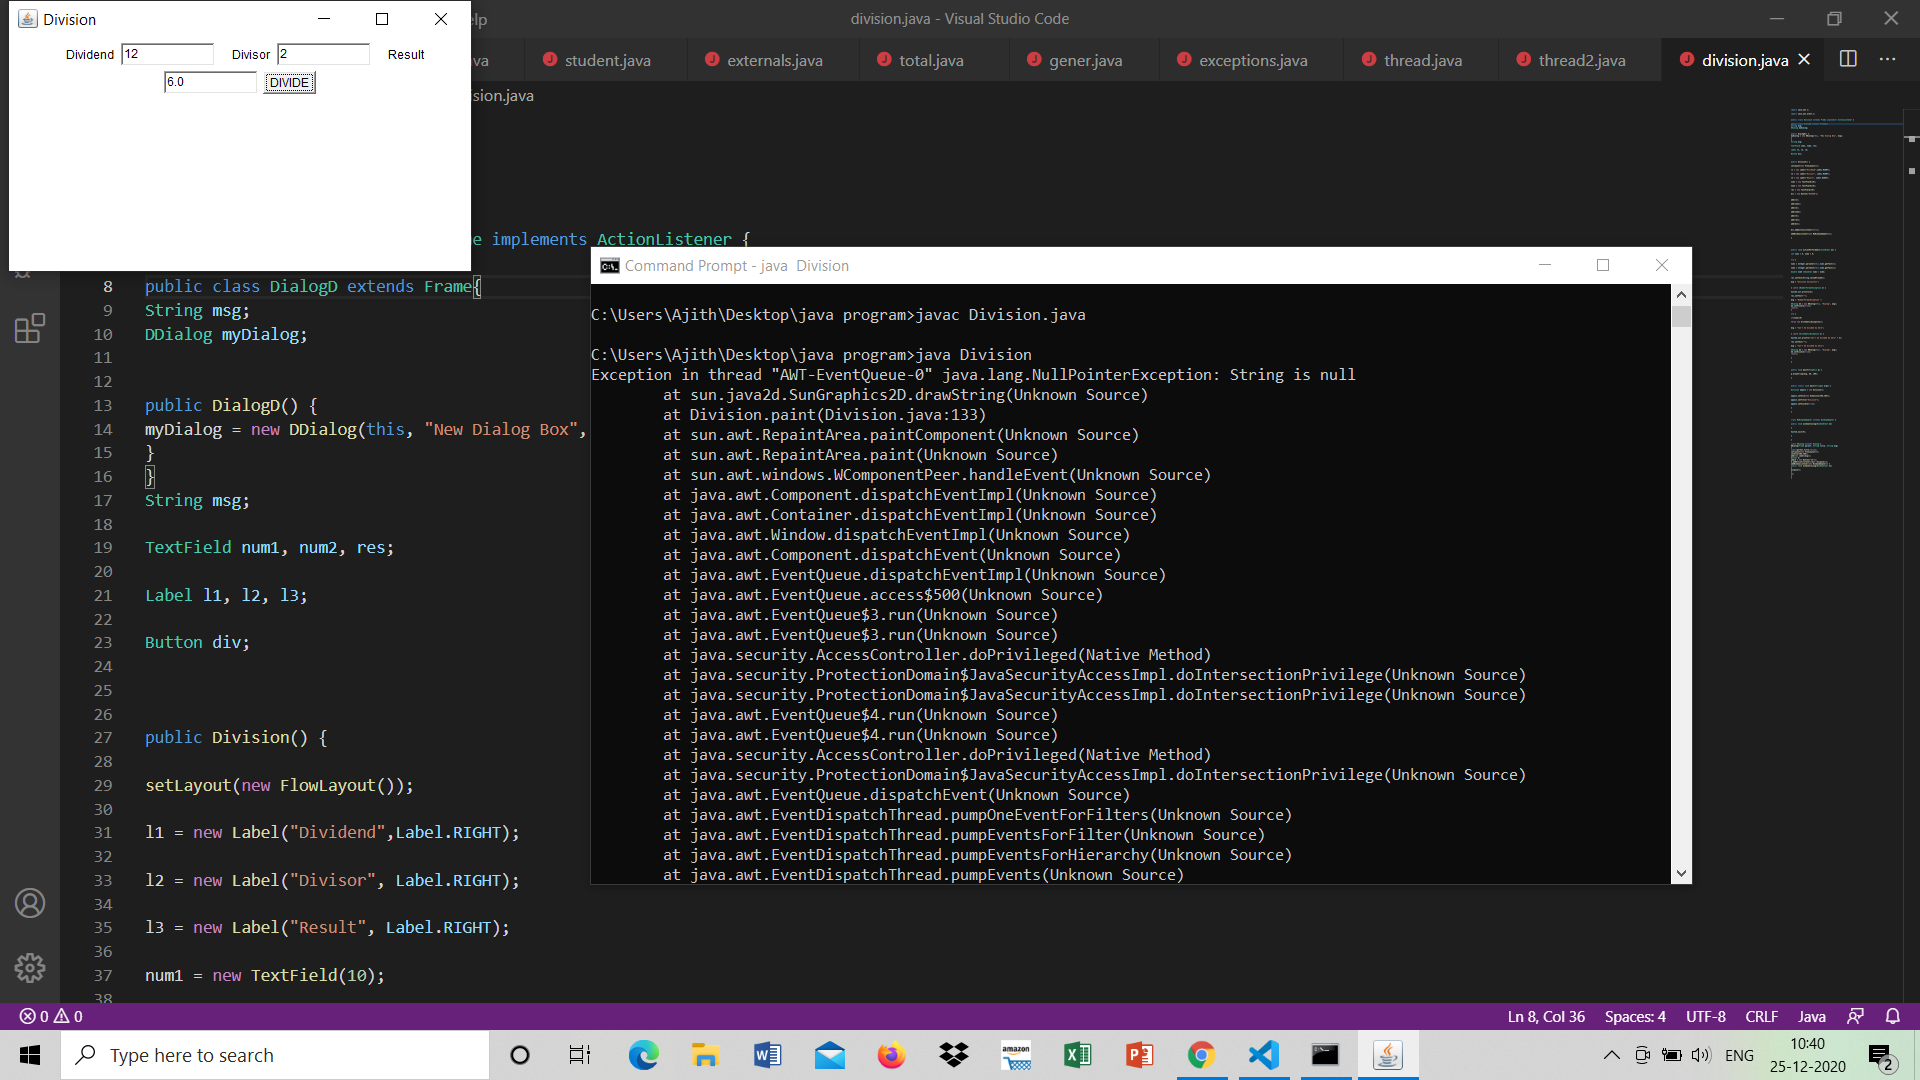 Division
Dividend 12 Divisor 2 Result
6.0 DIVIDE
lp
division.java - Visual Studio Code
va student.java externals.java total.java gener.java exceptions.java thread.java thread2.java division.java
sion.java
e implements ActionListener {
8 public class DialogD extends Frame{
9 String msg;
10 DDialog myDialog;
11
12
13 public DialogD() {
14 myDialog = new DDialog(this, "New Dialog Box",
15 }
16 }
17 String msg;
18
19 TextField num1, num2, res;
20
21 Label l1, l2, l3;
22
23 Button div;
24
25
26
27 public Division() {
28
29 setLayout(new FlowLayout());
30
31 l1 = new Label("Dividend",Label.RIGHT);
32
33 l2 = new Label("Divisor", Label.RIGHT);
34
35 l3 = new Label("Result", Label.RIGHT);
36
37 num1 = new TextField(10);
38
Command Prompt - java Division
C:\Users\Ajith\Desktop\java program>javac Division.java
C:\Users\Ajith\Desktop\java program>java Division
Exception in thread "AWT-EventQueue-0" java.lang.NullPointerException: String is null
at sun.java2d.SunGraphics2D.drawString(Unknown Source)
at Division.paint(Division.java:133)
at sun.awt.RepaintArea.paintComponent(Unknown Source)
at sun.awt.RepaintArea.paint(Unknown Source)
at sun.awt.windows.WComponentPeer.handleEvent(Unknown Source)
at java.awt.Component.dispatchEventImpl(Unknown Source)
at java.awt.Container.dispatchEventImpl(Unknown Source)
at java.awt.Window.dispatchEventImpl(Unknown Source)
at java.awt.Component.dispatchEvent(Unknown Source)
at java.awt.EventQueue.dispatchEventImpl(Unknown Source)
at java.awt.EventQueue.access$500(Unknown Source)
at java.awt.EventQueue$3.run(Unknown Source)
at java.awt.EventQueue$3.run(Unknown Source)
at java.security.AccessController.doPrivileged(Native Method)
at java.security.ProtectionDomain$JavaSecurityAccessImpl.doIntersectionPrivilege(Unknown Source)
at java.security.ProtectionDomain$JavaSecurityAccessImpl.doIntersectionPrivilege(Unknown Source)
at java.awt.EventQueue$4.run(Unknown Source)
at java.awt.EventQueue$4.run(Unknown Source)
at java.security.AccessController.doPrivileged(Native Method)
at java.security.ProtectionDomain$JavaSecurityAccessImpl.doIntersectionPrivilege(Unknown Source)
at java.awt.EventQueue.dispatchEvent(Unknown Source)
at java.awt.EventDispatchThread.pumpOneEventForFilters(Unknown Source)
at java.awt.EventDispatchThread.pumpEventsForFilter(Unknown Source)
at java.awt.EventDispatchThread.pumpEventsForHierarchy(Unknown Source)
at java.awt.EventDispatchThread.pumpEvents(Unknown Source)
0 0 Ln 8, Col 36 Spaces: 4 UTF-8 CRLF Java
Type here to search
amazon
ENG
10:40
25-12-2020
2